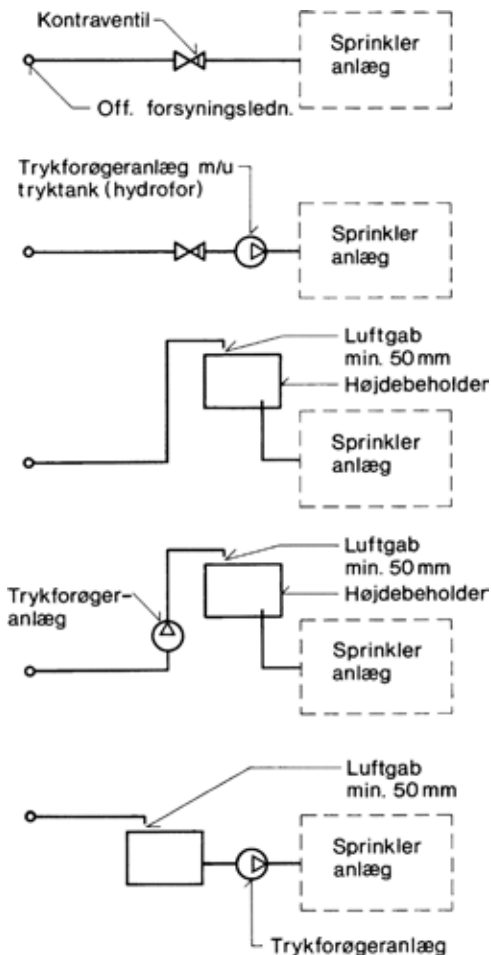 Kontraventil
Sprinkler
anlæg
Off. forsyningsledn.
Trykforøgeranlæg m/u
tryktank (hydrofor)
Sprinkler
anlæg
Luftgab
min. 50 mm
Højdebeholder
Sprinkler
anlæg
Luftgab
min. 50 mm
Højdebeholder
Trykforøger-
anlæg
Sprinkler
anlæg
Luftgab
min. 50 mm
Sprinkler
anlæg
Trykforøgeranlæg